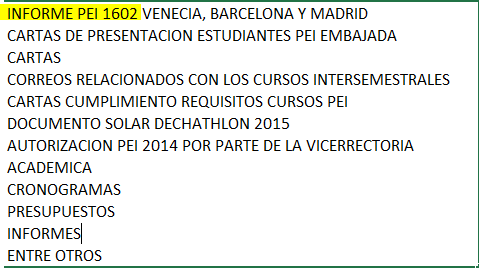 INFORME PEI 1602 VENECIA, BARCELONA Y MADRID
CARTAS DE PRESENTACION ESTUDIANTES PEI EMBAJADA
CARTAS
CORREOS RELACIONADOS CON LOS CURSOS INTERSEMESTRALES
CARTAS CUMPLIMIENTO REQUISITOS CURSOS PEI
DOCUMENTO SOLAR DECHATHLON 2015
AUTORIZACION PEI 2014 POR PARTE DE LA VICERRECTORIA
ACADEMICA
CRONOGRAMAS
PRESUPUESTOS
INFORMES
ENTRE OTROS